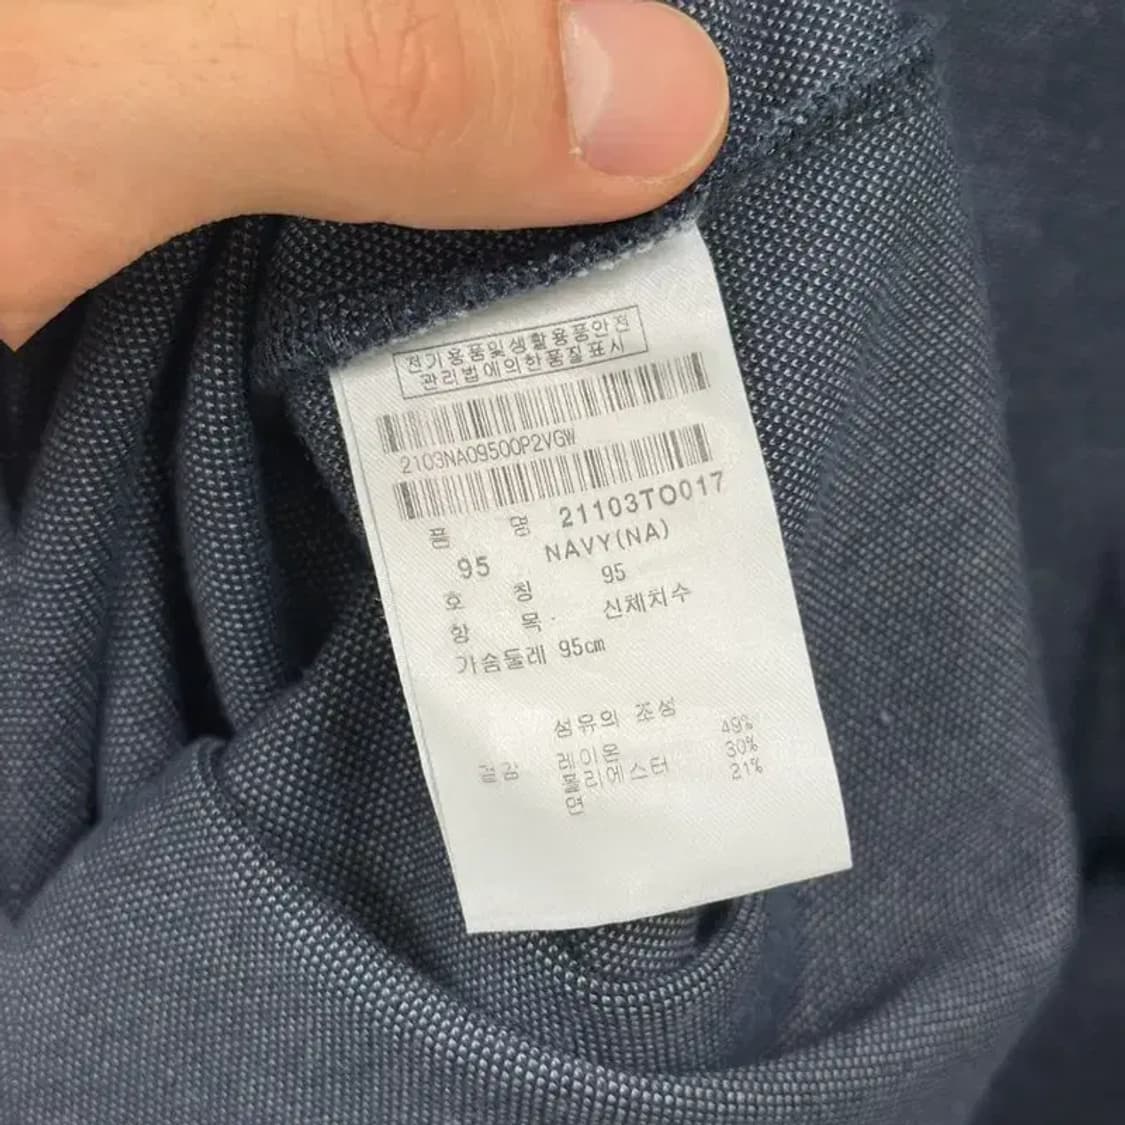 전기용품및생활용품안전
관리법에의한품질표시
2103NA09500P2VGW
품 명 21103TO017
95 NAVY(NA)
호 칭 95
항 목 신체치수
가슴둘레 95cm
섬유의 조성
겉감 레이온 49%
폴리에스터 30%
면 21%